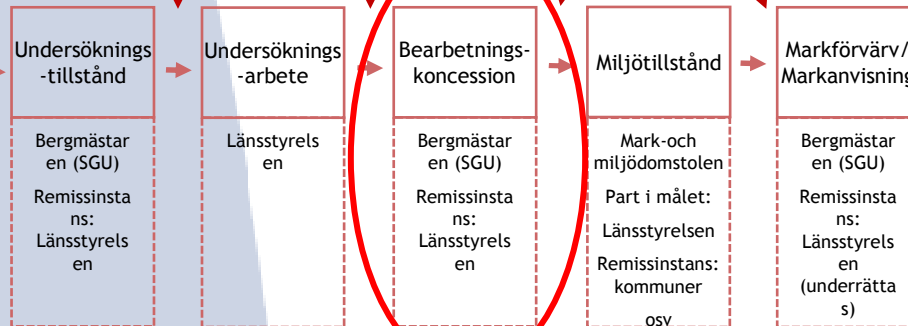 Undersöknings
-tillstånd
Bergmästar
en (SGU)
Remissinsta
ns:
Länsstyrels
en
Undersöknings
-arbete
Länsstyrels
en
Bearbetnings-
koncession
Bergmästar
en (SGU)
Remissinsta
ns:
Länsstyrels
en
Miljötillstånd
Mark-och
miljödomstolen
Part i målet:
Länsstyrelsen
Remissinstans:
kommuner
osv
Markförvärv/
Markanvisning
Bergmästar
en (SGU)
Remissinsta
ns:
Länsstyrels
en
(underrätta
s)